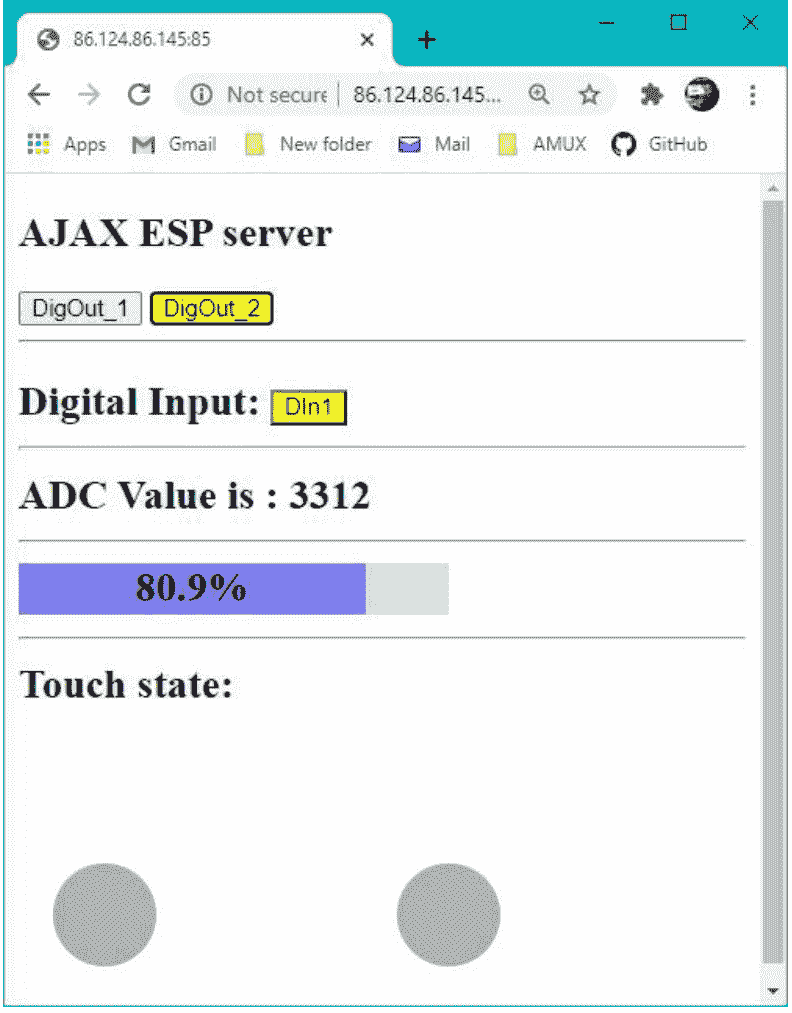 86.124.86.145:85
Not secure 86.124.86.145...
Apps Gmail New folder Mail AMUX GitHub
AJAX ESP server
DigOut_1 DigOut_2
Digital Input: DIn1
ADC Value is : 3312
80.9%
Touch state: